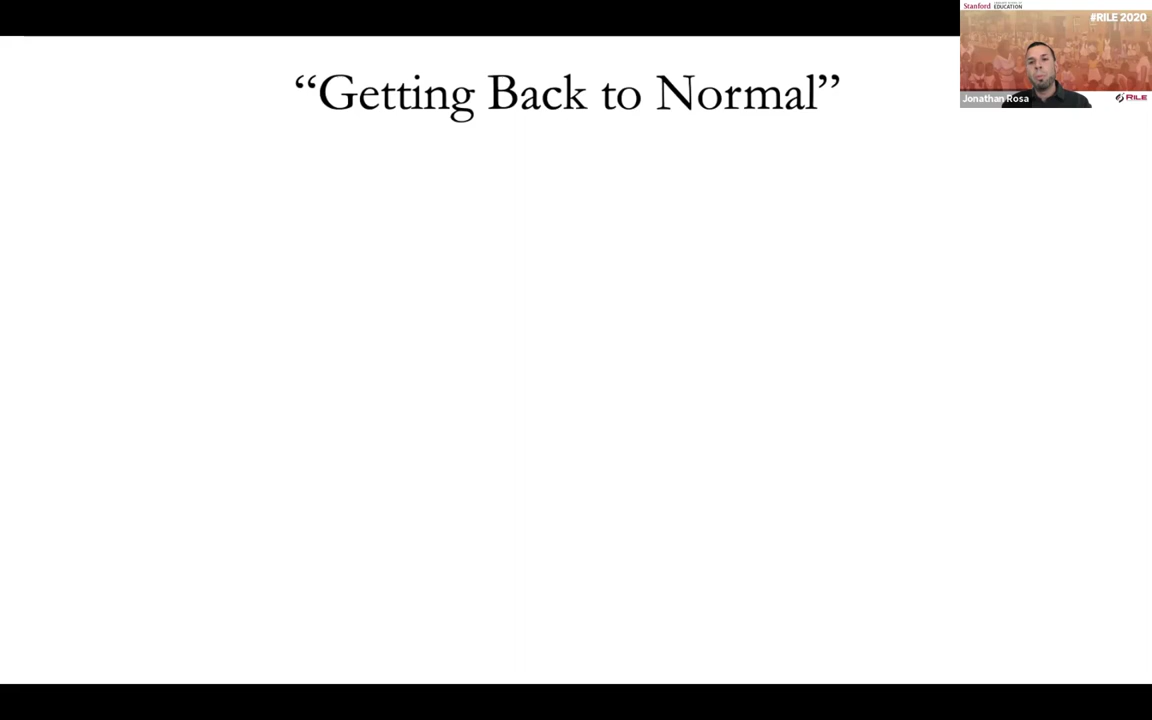 “Getting Back to Normal”
Stanford
EDUCATION
#RILE 2020
Jonathan Rosa
RILE